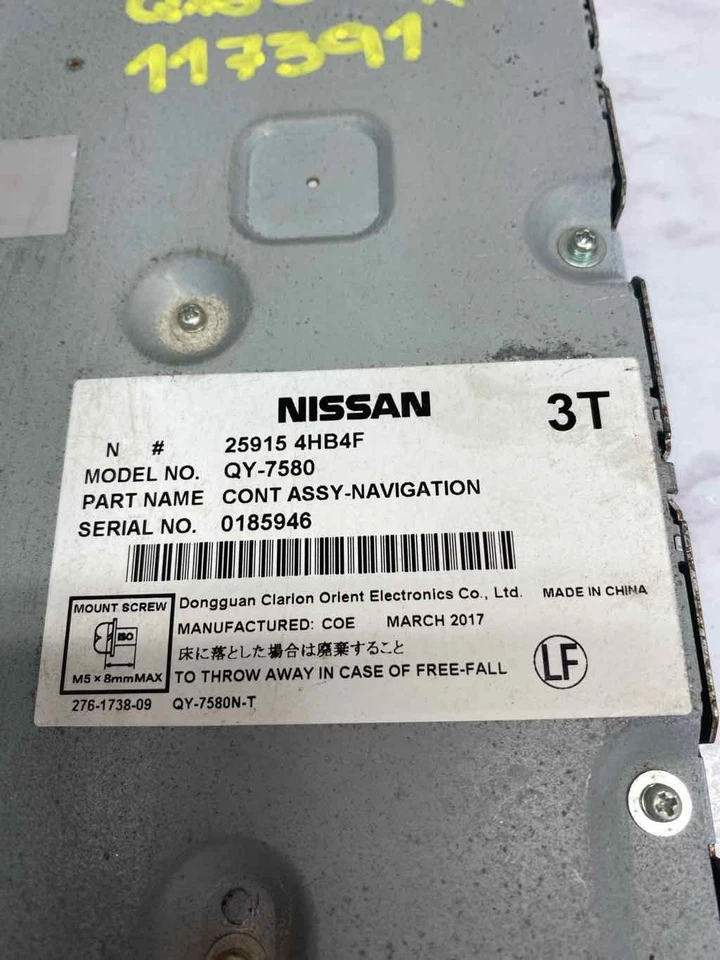 117391
NISSAN 3T
N # 25915 4HB4F
MODEL NO. QY-7580
PART NAME CONT ASSY-NAVIGATION
SERIAL NO. 0185946
MOUNT SCREW
ISO
M5×8mmMAX
Dongguan Clarion Orient Electronics Co., Ltd. MADE IN CHINA
MANUFACTURED: COE MARCH 2017
床に落とした場合は廃棄すること
TO THROW AWAY IN CASE OF FREE-FALL
LF
276-1738-09 QY-7580N-T